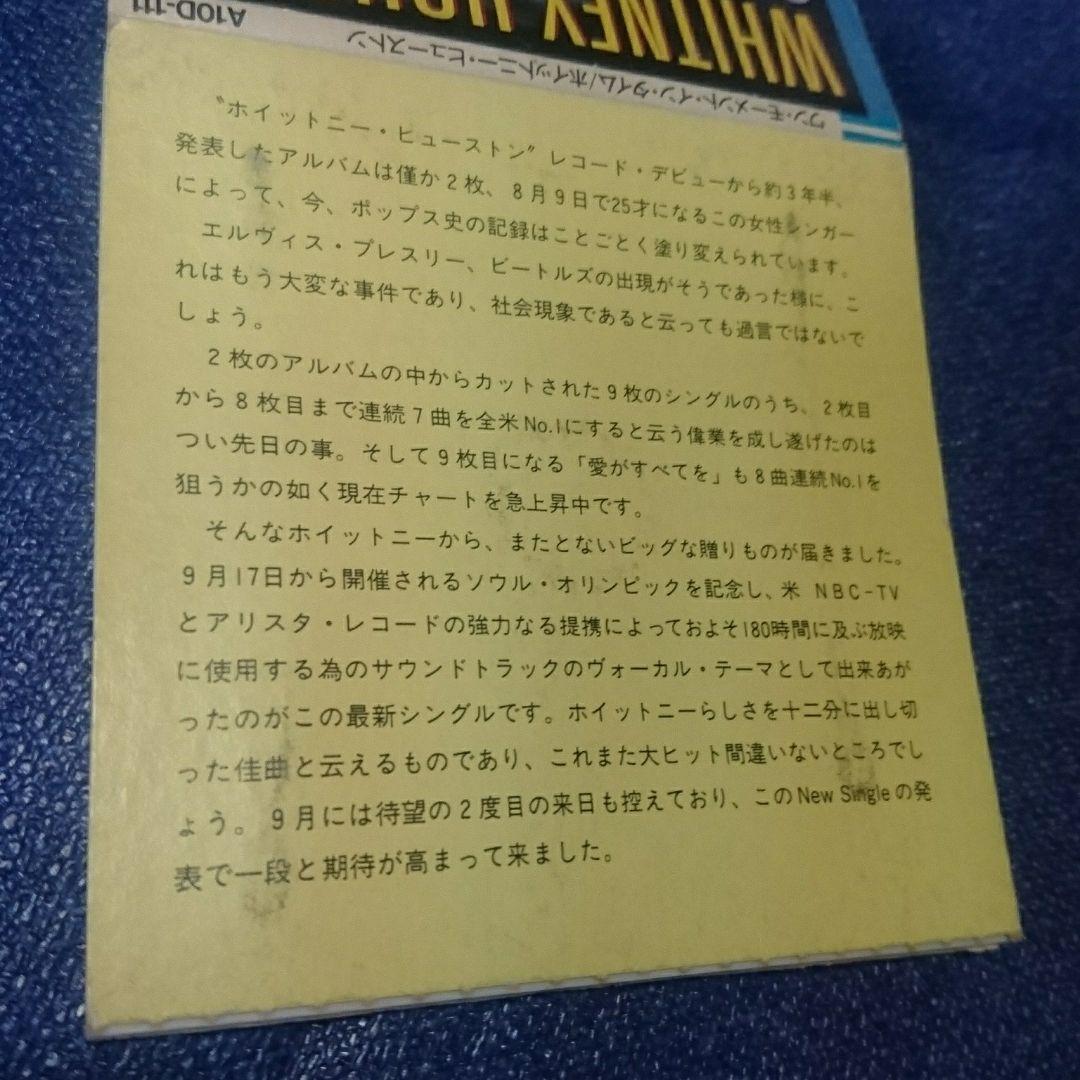 WHITNEY HOU
A10D-111
ワン・モーメント・イン・タイム/ホイットニー・ヒューストン
〝ホイットニー・ヒューストン〞レコード・デビューから約3年半、
発表したアルバムは僅か2枚、8月9日で25才になるこの女性シンガー
によって、今、ポップス史の記録はことごとく塗り変えられています。
エルヴィス・プレスリー、ビートルズの出現がそうであった様に、こ
れはもう大変な事件であり、社会現象であると云っても過言ではないで
しょう。
2枚のアルバムの中からカットされた9枚のシングルのうち、2枚目
から8枚目まで連続7曲を全米No.1にすると云う偉業を成し遂げたのは
つい先日の事。そして9枚目になる「愛がすべてを」も8曲連続No.1を
狙うかの如く現在チャートを急上昇中です。
そんなホイットニーから、またとないビッグな贈りものが届きました。
9月17日から開催されるソウル・オリンピックを記念し、米 NBC-TV
とアリスタ・レコードの強力なる提携によっておよそ180時間に及ぶ放映
に使用する為のサウンドトラックのヴォーカル・テーマとして出来あが
ったのがこの最新シングルです。ホイットニーらしさを十二分に出し切
った佳曲と云えるものであり、これまた大ヒット間違いないところでし
ょう。9月には待望の2度目の来日も控えており、このNew Singleの発
表で一段と期待が高まって来ました。